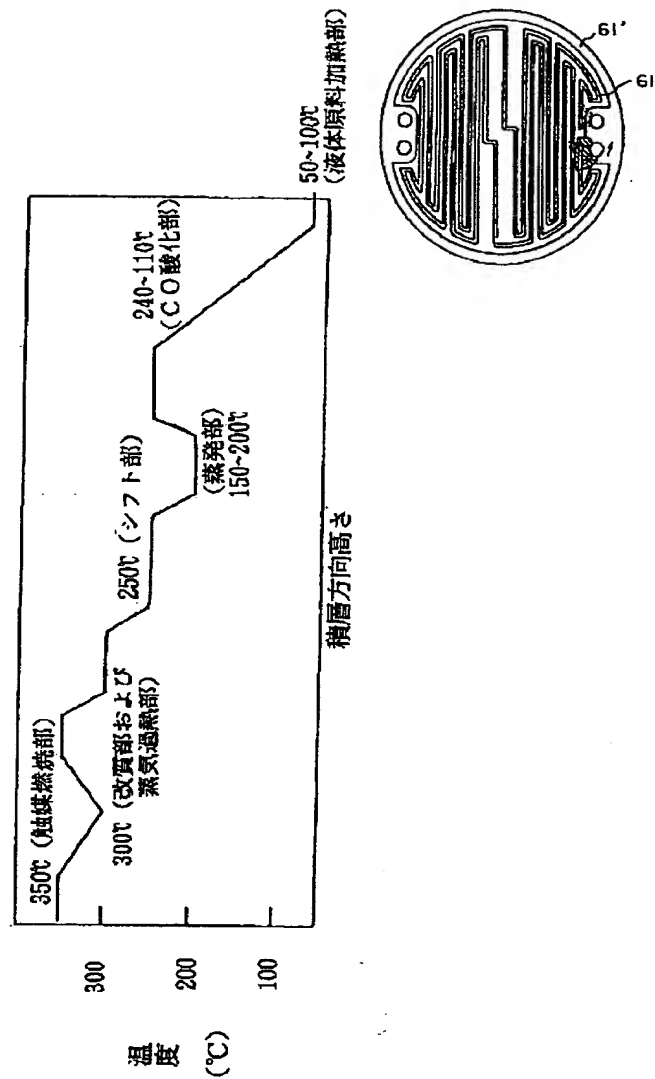 350℃ (触媒燃焼部)
300℃ (改質部および
蒸気過熱部)
250℃ (シフト部)
(蒸発部)
150~200℃
240~110℃
(CO酸化部)
50~100℃
(液体原料加熱部)
300
200
100
温度
(℃)
積層方向高さ
19'
19